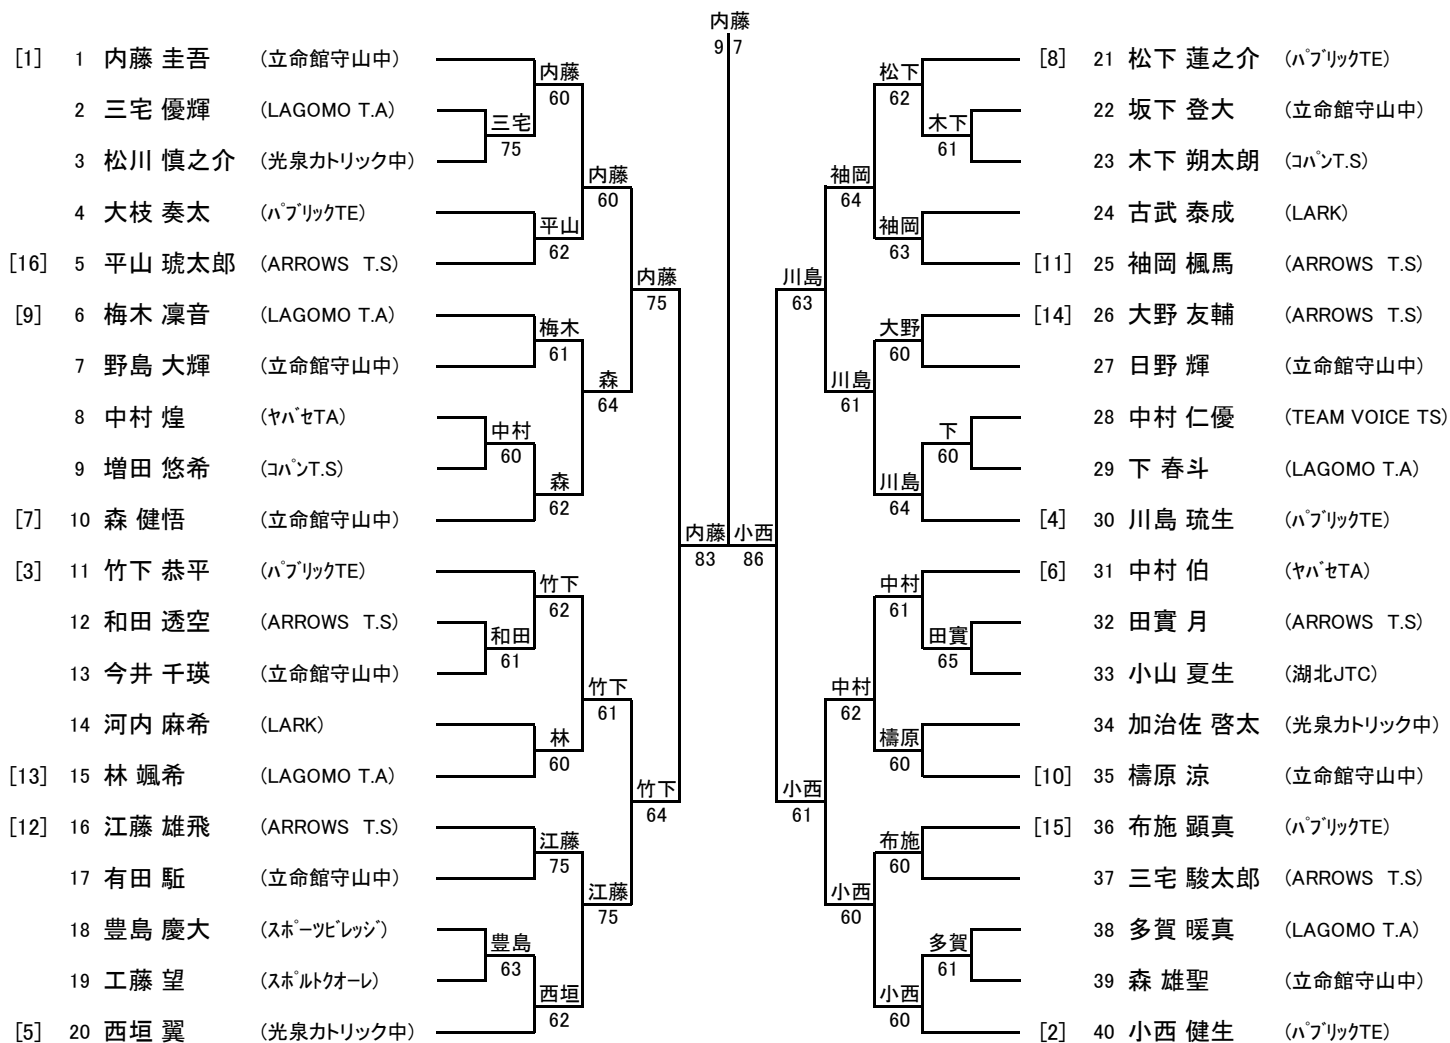 内藤
9 7
[1] 1 内藤 圭吾 (立命館守山中)
2 三宅 優輝 (LAGOMO T.A)
3 松川 慎之介 (光泉カトリック中)
4 大枝 奏太 (パブリックTE)
[16] 5 平山 琥太郎 (ARROWS T.S)
[9] 6 梅木 凜音 (LAGOMO T.A)
7 野島 大輝 (立命館守山中)
8 中村 煌 (ヤバセTA)
9 増田 悠希 (コパンT.S)
[7] 10 森 健悟 (立命館守山中)
[3] 11 竹下 恭平 (パブリックTE)
12 和田 透空 (ARROWS T.S)
13 今井 千瑛 (立命館守山中)
14 河内 麻希 (LARK)
[13] 15 林 颯希 (LAGOMO T.A)
[12] 16 江藤 雄飛 (ARROWS T.S)
17 有田 駈 (立命館守山中)
18 豊島 慶大 (スポーツビレッジ)
19 工藤 望 (スポルトクオーレ)
[5] 20 西垣 翼 (光泉カトリック中)
内藤
60
三宅
75
内藤
60
平山
62
内藤
75
梅木
61
森
64
中村
60
森
62
内藤
83
竹下
62
和田
61
竹下
61
林
60
竹下
64
江藤
75
江藤
75
豊島
63
西垣
62
小西
86
松下
62
木下
61
袖岡
64
袖岡
63
川島
63
大野
60
川島
61
下
60
川島
64
中村
61
田實
65
中村
62
檮原
60
小西
61
布施
60
小西
60
多賀
61
小西
60
[8] 21 松下 蓮之介 (パブリックTE)
22 坂下 登大 (立命館守山中)
23 木下 朔太朗 (コパンT.S)
24 古武 泰成 (LARK)
[11] 25 袖岡 楓馬 (ARROWS T.S)
[14] 26 大野 友輔 (ARROWS T.S)
27 日野 輝 (立命館守山中)
28 中村 仁優 (TEAM VOICE TS)
29 下 春斗 (LAGOMO T.A)
[4] 30 川島 琉生 (パブリックTE)
[6] 31 中村 伯 (ヤバセTA)
32 田實 月 (ARROWS T.S)
33 小山 夏生 (湖北JTC)
34 加治佐 啓太 (光泉カトリック中)
[10] 35 檮原 涼 (立命館守山中)
[15] 36 布施 顕真 (パブリックTE)
37 三宅 駿太郎 (ARROWS T.S)
38 多賀 暖真 (LAGOMO T.A)
39 森 雄聖 (立命館守山中)
[2] 40 小西 健生 (パブリックTE)